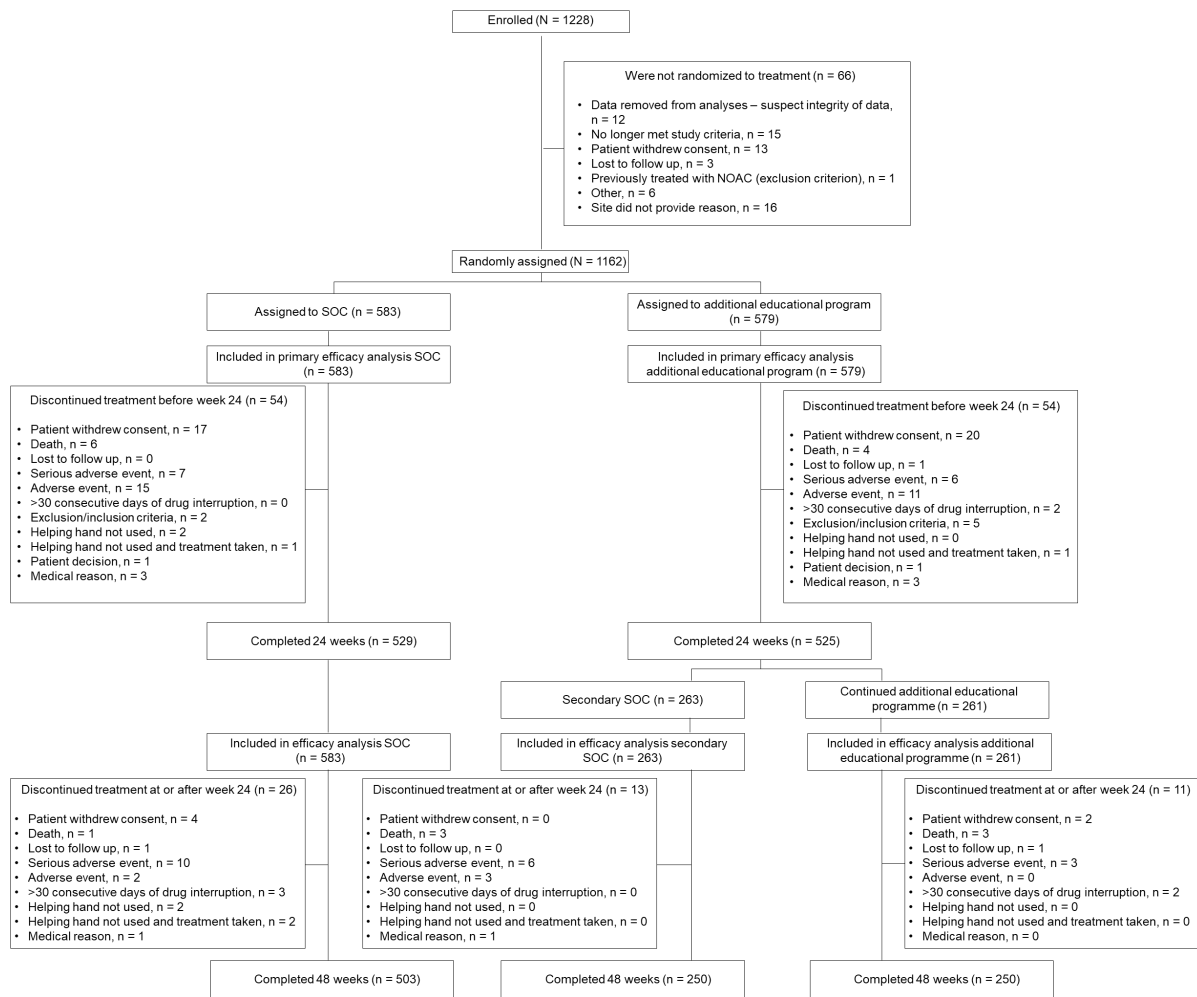 Enrolled (N = 1228)
Were not randomized to treatment (n = 66)
• Data removed from analyses – suspect integrity of data,
n = 12
• No longer met study criteria, n = 15
• Patient withdrew consent, n = 13
• Lost to follow up, n = 3
• Previously treated with NOAC (exclusion criterion), n = 1
• Other, n = 6
• Site did not provide reason, n = 16
Randomly assigned (N = 1162)
Assigned to SOC (n = 583)
Assigned to additional educational program
(n = 579)
Included in primary efficacy analysis SOC
(n = 583)
Included in primary efficacy analysis
additional educational program (n = 579)
Discontinued treatment before week 24 (n = 54)
• Patient withdrew consent, n = 17
• Death, n = 6
• Lost to follow up, n = 0
• Serious adverse event, n = 7
• Adverse event, n = 15
• >30 consecutive days of drug interruption, n = 0
• Exclusion/inclusion criteria, n = 2
• Helping hand not used, n = 2
• Helping hand not used and treatment taken, n = 1
• Patient decision, n = 1
• Medical reason, n = 3
Discontinued treatment before week 24 (n = 54)
• Patient withdrew consent, n = 20
• Death, n = 4
• Lost to follow up, n = 1
• Serious adverse event, n = 6
• Adverse event, n = 11
• >30 consecutive days of drug interruption, n = 2
• Exclusion/inclusion criteria, n = 5
• Helping hand not used, n = 0
• Helping hand not used and treatment taken, n = 1
• Patient decision, n = 1
• Medical reason, n = 3
Completed 24 weeks (n = 529)
Completed 24 weeks (n = 525)
Secondary SOC (n = 263)
Continued additional educational
programme (n = 261)
Included in efficacy analysis SOC
(n = 583)
Included in efficacy analysis secondary
SOC (n = 263)
Included in efficacy analysis additional
educational programme (n = 261)
Discontinued treatment at or after week 24 (n = 26)
• Patient withdrew consent, n = 4
• Death, n = 1
• Lost to follow up, n = 1
• Serious adverse event, n = 10
• Adverse event, n = 2
• >30 consecutive days of drug interruption, n = 3
• Helping hand not used, n = 2
• Helping hand not used and treatment taken, n = 2
• Medical reason, n = 1
Discontinued treatment at or after week 24 (n = 13)
• Patient withdrew consent, n = 0
• Death, n = 3
• Lost to follow up, n = 0
• Serious adverse event, n = 6
• Adverse event, n = 3
• >30 consecutive days of drug interruption, n = 0
• Helping hand not used, n = 0
• Helping hand not used and treatment taken, n = 0
• Medical reason, n = 1
Discontinued treatment at or after week 24 (n = 11)
• Patient withdrew consent, n = 2
• Death, n = 3
• Lost to follow up, n = 1
• Serious adverse event, n = 3
• Adverse event, n = 0
• >30 consecutive days of drug interruption, n = 2
• Helping hand not used, n = 0
• Helping hand not used and treatment taken, n = 0
• Medical reason, n = 0
Completed 48 weeks (n = 503)
Completed 48 weeks (n = 250)
Completed 48 weeks (n = 250)